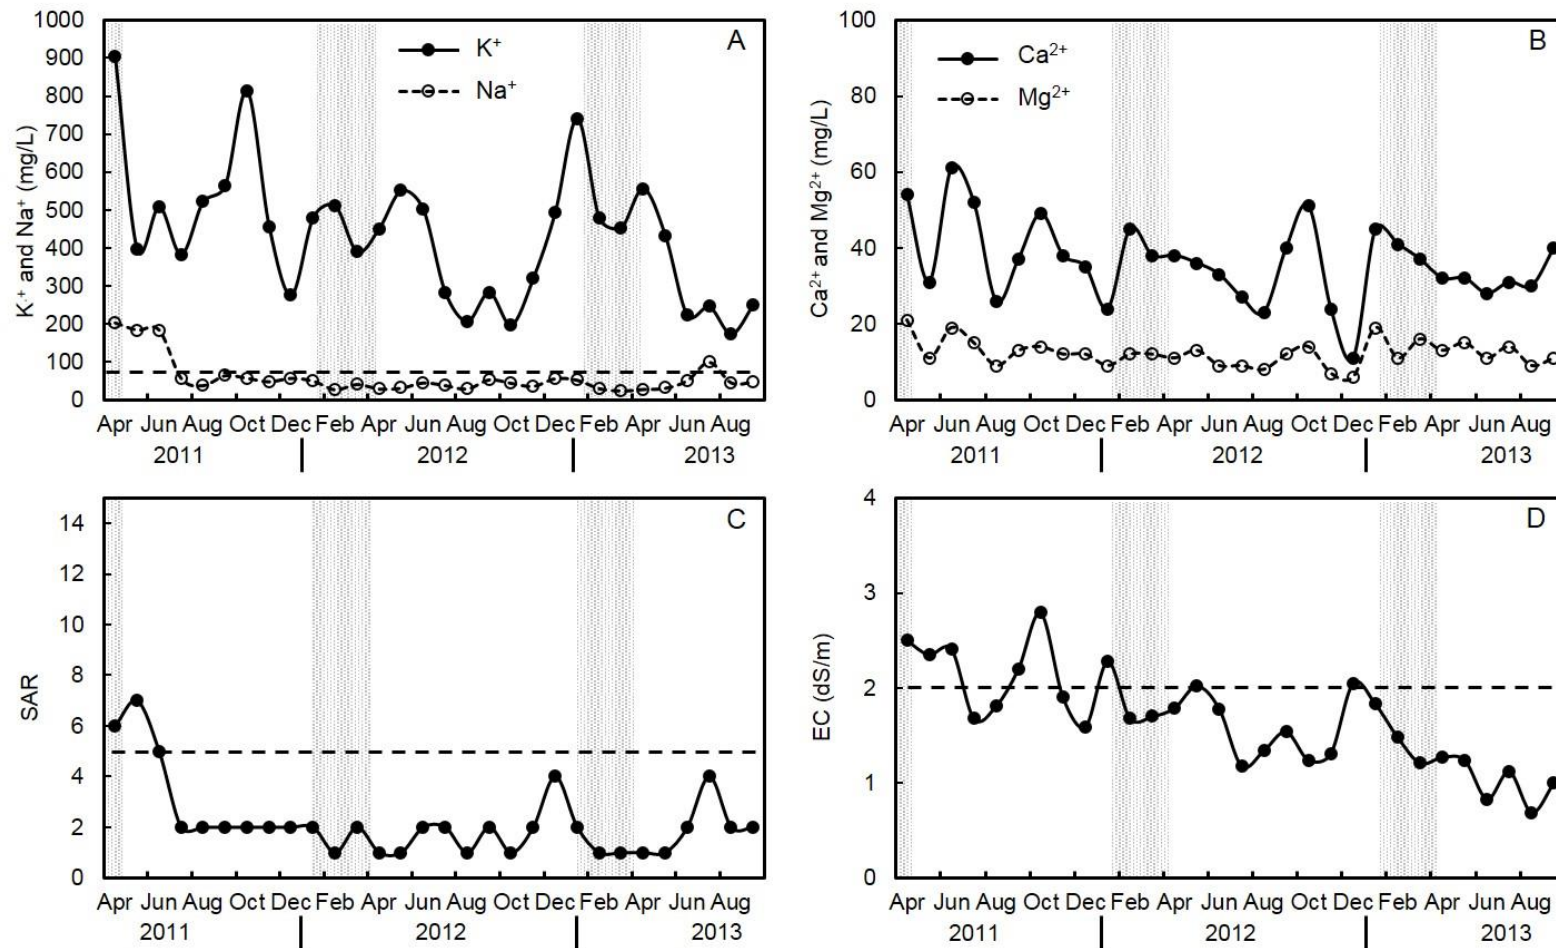 1000
900
800
700
600
500
400
300
200
100
0
K⁺ and Na⁺ (mg/L)
K⁺
Na⁺
A
Apr Jun Aug Oct Dec Feb Apr Jun Aug Oct Dec Feb Apr Jun Aug
2011 2012 2013
100
80
60
40
20
0
Ca²⁺ and Mg²⁺ (mg/L)
Ca²⁺
Mg²⁺
B
Apr Jun Aug Oct Dec Feb Apr Jun Aug Oct Dec Feb Apr Jun Aug
2011 2012 2013
14
12
10
8
6
4
2
0
SAR
C
Apr Jun Aug Oct Dec Feb Apr Jun Aug Oct Dec Feb Apr Jun Aug
2011 2012 2013
4
3
2
1
0
EC (dS/m)
D
Apr Jun Aug Oct Dec Feb Apr Jun Aug Oct Dec Feb Apr Jun Aug
2011 2012 2013